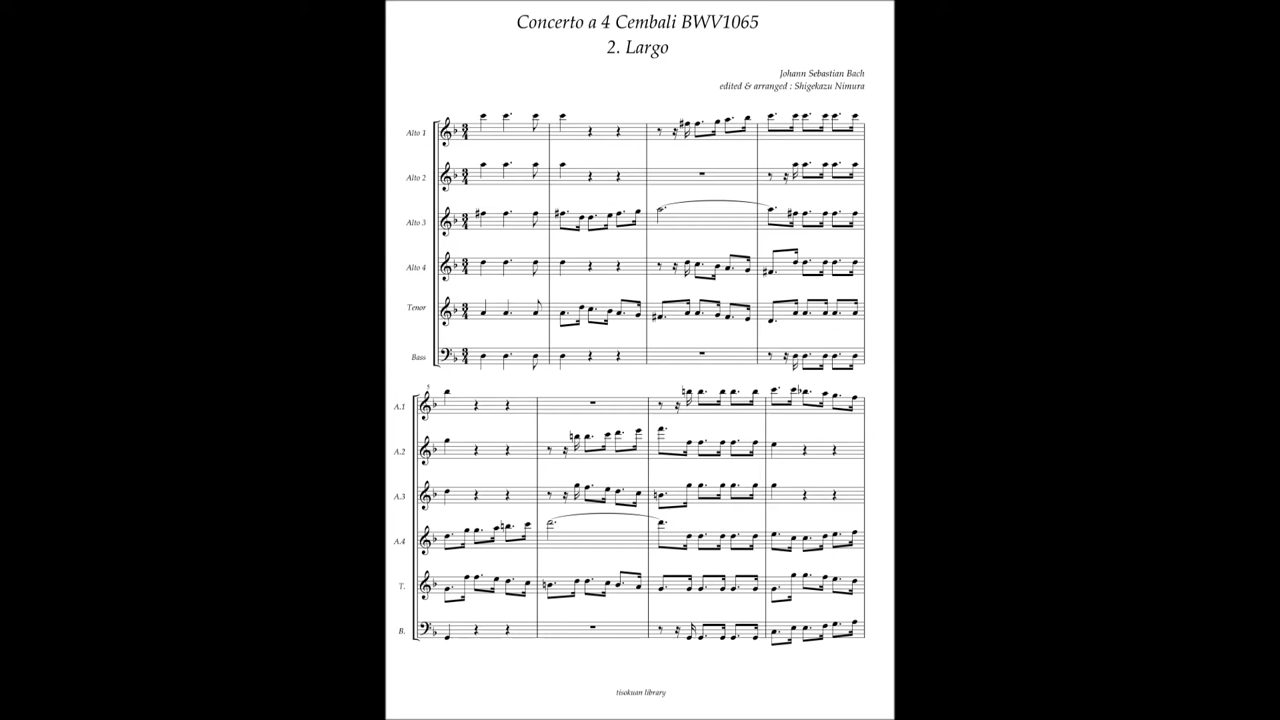 Concerto a 4 Cembali BWV1065
2. Largo
Johann Sebastian Bach
edited & arranged : Shigekazu Nimura
Alto 1
Alto 2
Alto 3
Alto 4
Tenor
Bass
5
A.1
A.2
A.3
A.4
T.
B.
tisokuan library